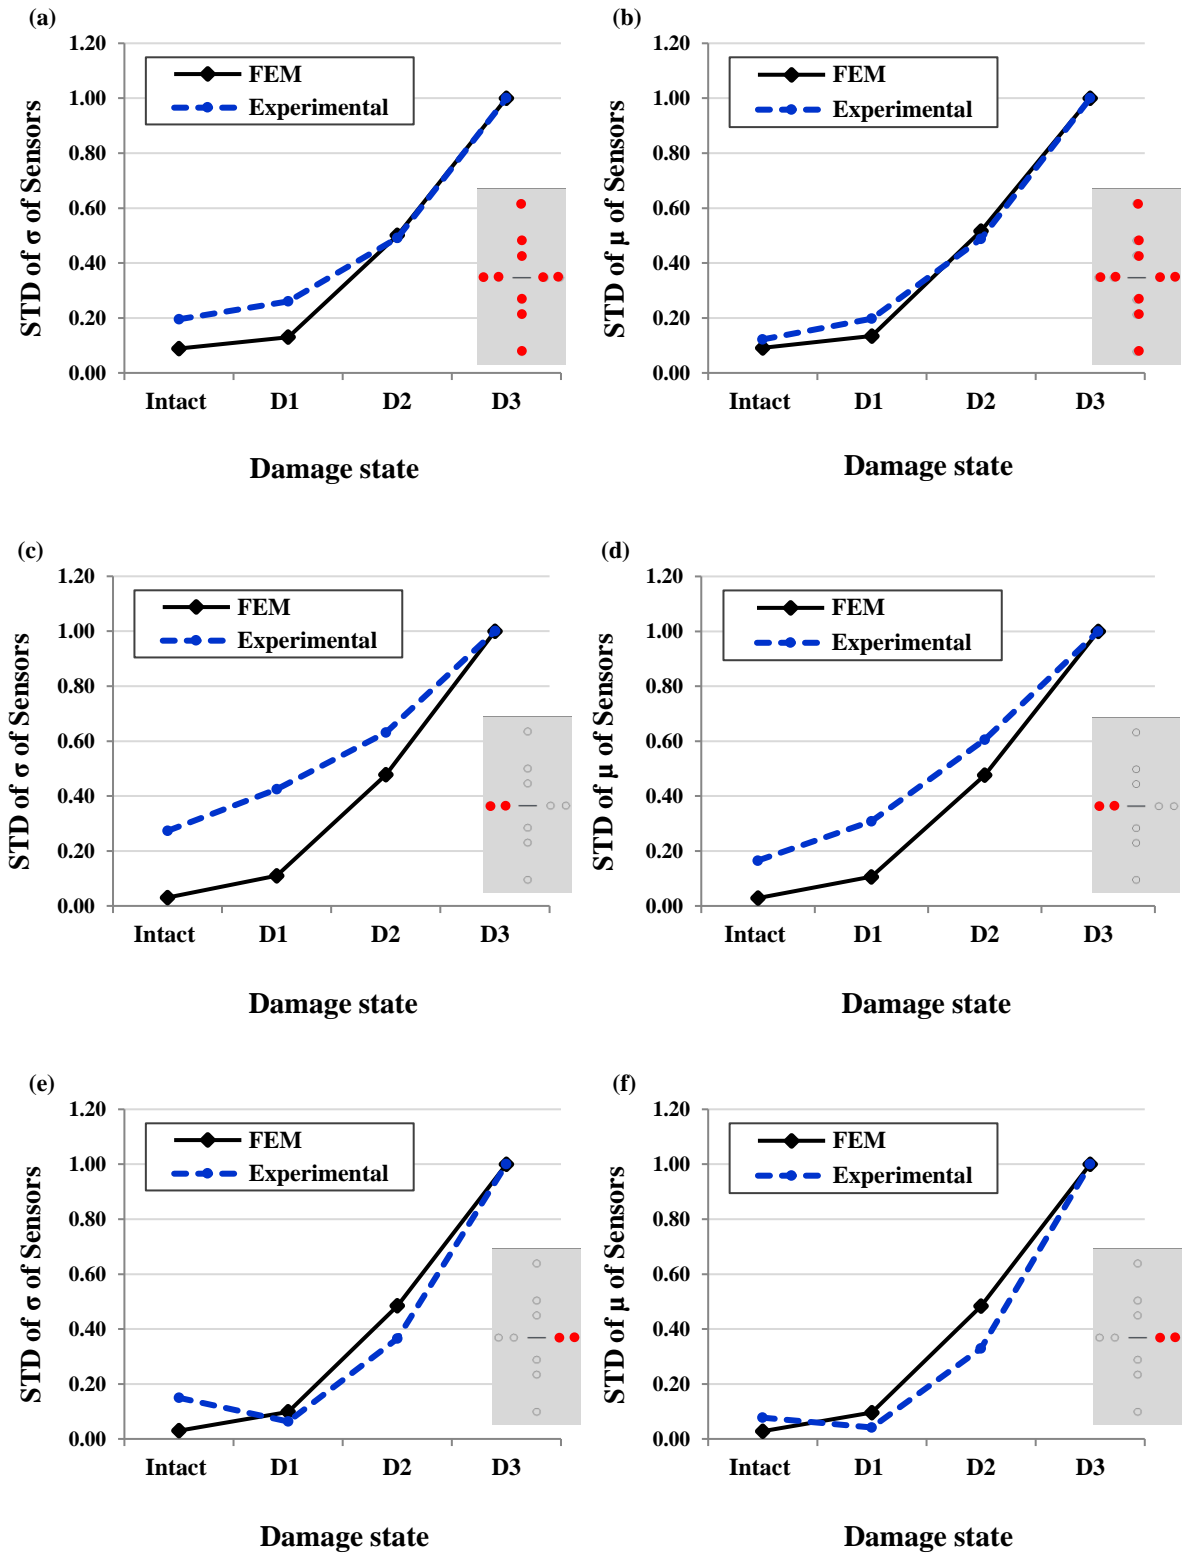 (a)
STD of σ of Sensors
1.20
1.00
0.80
0.60
0.40
0.20
0.00
FEM
Experimental
Intact D1 D2 D3
Damage state
(b)
STD of μ of Sensors
1.20
1.00
0.80
0.60
0.40
0.20
0.00
FEM
Experimental
Intact D1 D2 D3
Damage state
(c)
STD of σ of Sensors
1.20
1.00
0.80
0.60
0.40
0.20
0.00
FEM
Experimental
Intact D1 D2 D3
Damage state
(d)
STD of μ of Sensors
1.20
1.00
0.80
0.60
0.40
0.20
0.00
FEM
Experimental
Intact D1 D2 D3
Damage state
(e)
STD of σ of Sensors
1.20
1.00
0.80
0.60
0.40
0.20
0.00
FEM
Experimental
Intact D1 D2 D3
Damage state
(f)
STD of μ of Sensors
1.20
1.00
0.80
0.60
0.40
0.20
0.00
FEM
Experimental
Intact D1 D2 D3
Damage state